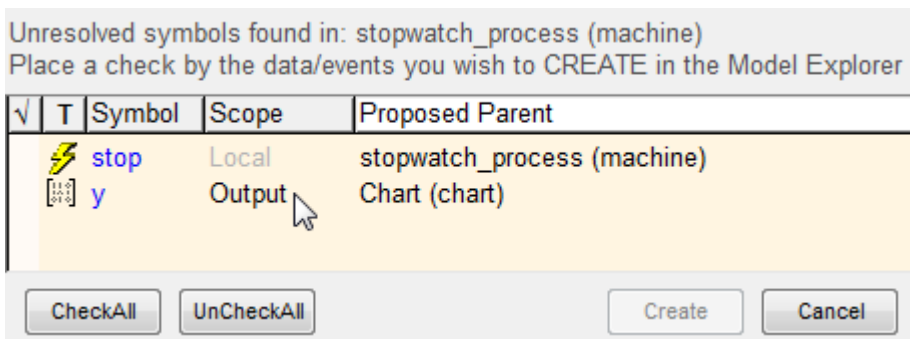 Unresolved symbols found in: stopwatch_process (machine)
Place a check by the data/events you wish to CREATE in the Model Explorer
√ T Symbol Scope Proposed Parent
stop Local stopwatch_process (machine)
y Output Chart (chart)
CheckAll UnCheckAll Create Cancel